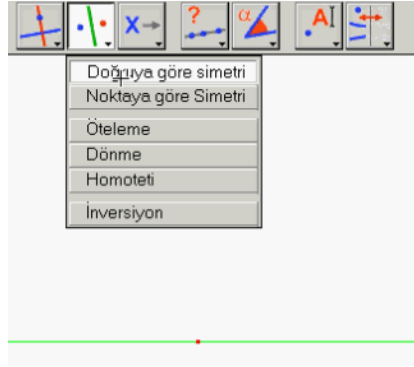 X
?
α
A
Doğruya göre simetri
Noktaya göre Simetri
Öteleme
Dönme
Homoteti
İnversiyon